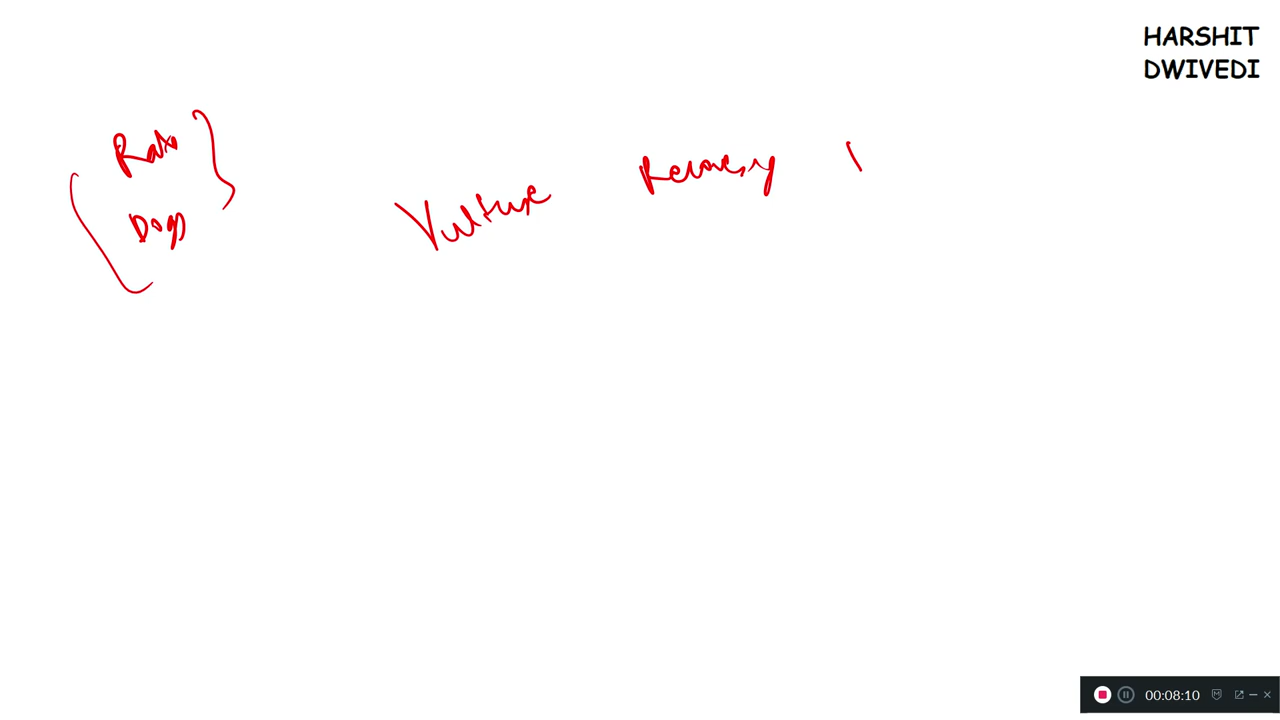 HARSHIT
DWIVEDI
Rats
Dogs
Vulture Recovery
00:08:10